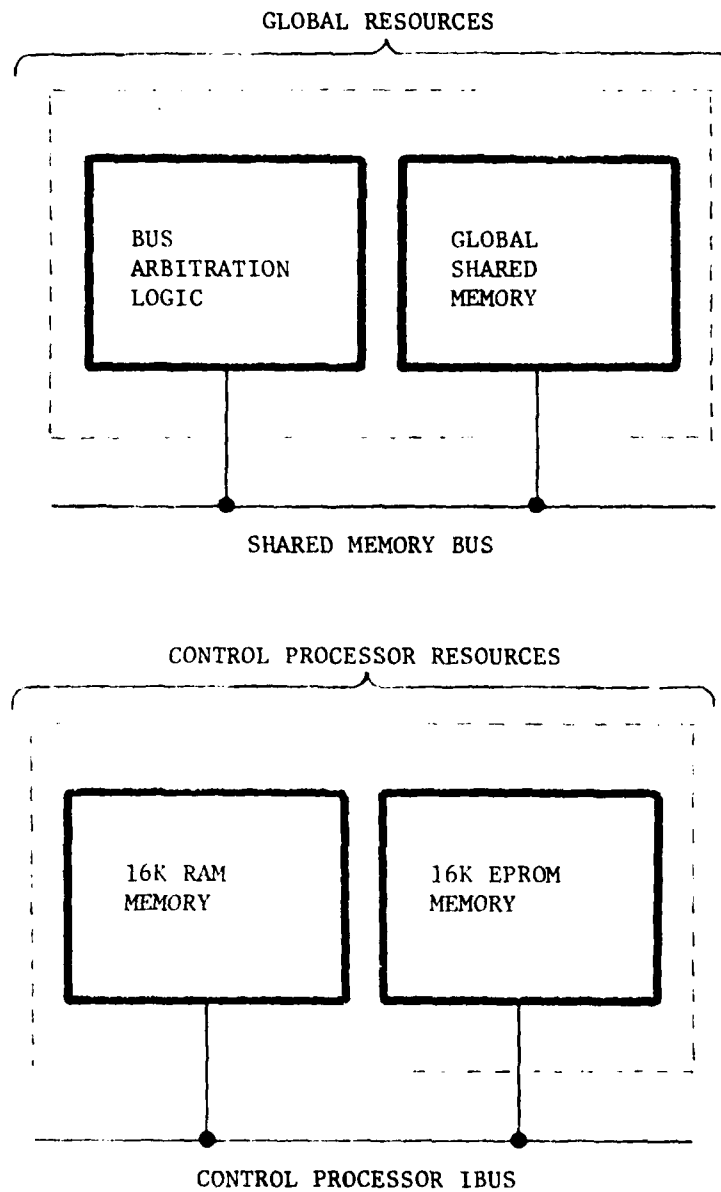 GLOBAL RESOURCES
BUS
ARBITRATION
LOGIC
GLOBAL
SHARED
MEMORY
SHARED MEMORY BUS
CONTROL PROCESSOR RESOURCES
16K RAM
MEMORY
16K EPROM
MEMORY
CONTROL PROCESSOR IBUS